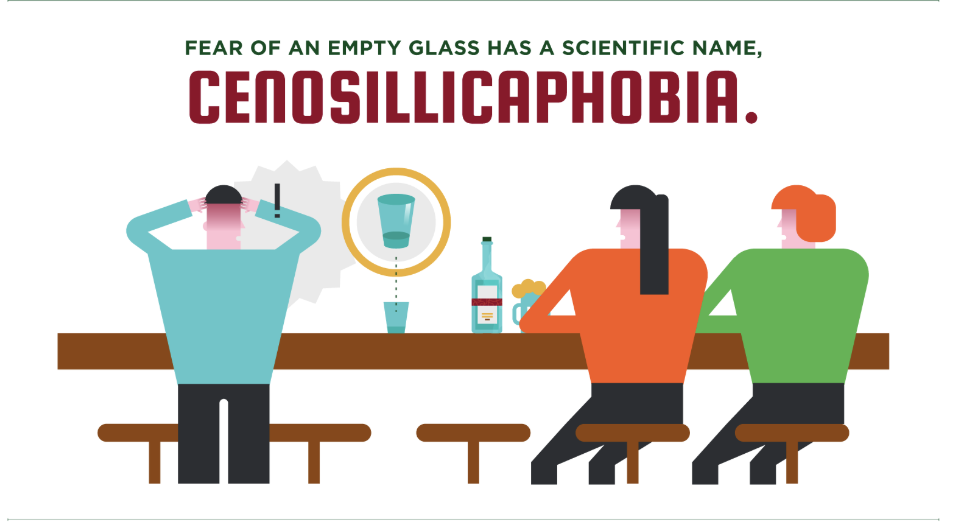 FEAR OF AN EMPTY GLASS HAS A SCIENTIFIC NAME,
CENOSILLICAPHOBIA.
!